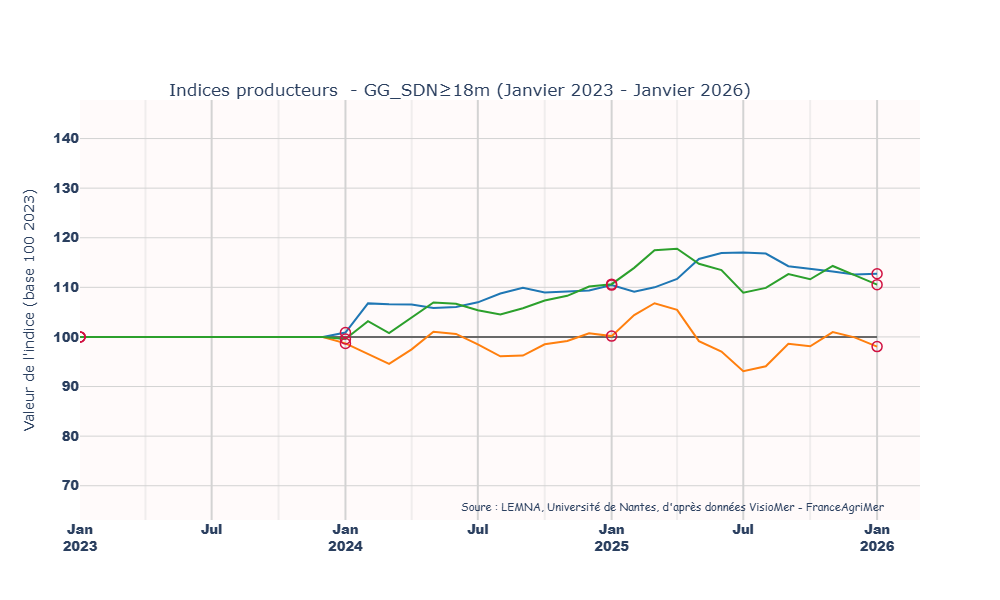 Indices producteurs - GG_SDN≥18m (Janvier 2023 - Janvier 2026)
Valeur de l'Indice (base 100 2023)
140
130
120
110
100
90
80
70
Soure : LEMNA, Université de Nantes, d'après données VisioMer - FranceAgriMer
Jan Jul Jan Jul Jan Jul Jan
2023 2024 2025 2026